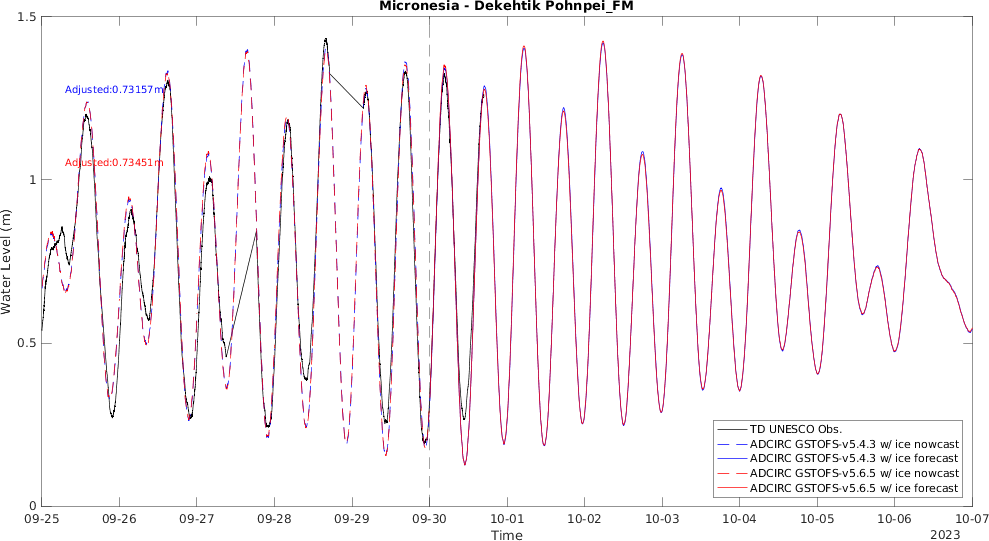 Micronesia - Dekehtik Pohnpei_FM
1.5
1
0.5
0
Water Level (m)
Adjusted:0.73157m
Adjusted:0.73451m
TD UNESCO Obs.
ADCIRC GSTOFS-v5.4.3 w/ ice nowcast
ADCIRC GSTOFS-v5.4.3 w/ ice forecast
ADCIRC GSTOFS-v5.6.5 w/ ice nowcast
ADCIRC GSTOFS-v5.6.5 w/ ice forecast
09-25 09-26 09-27 09-28 09-29 09-30 10-01 10-02 10-03 10-04 10-05 10-06 10-07
Time
2023